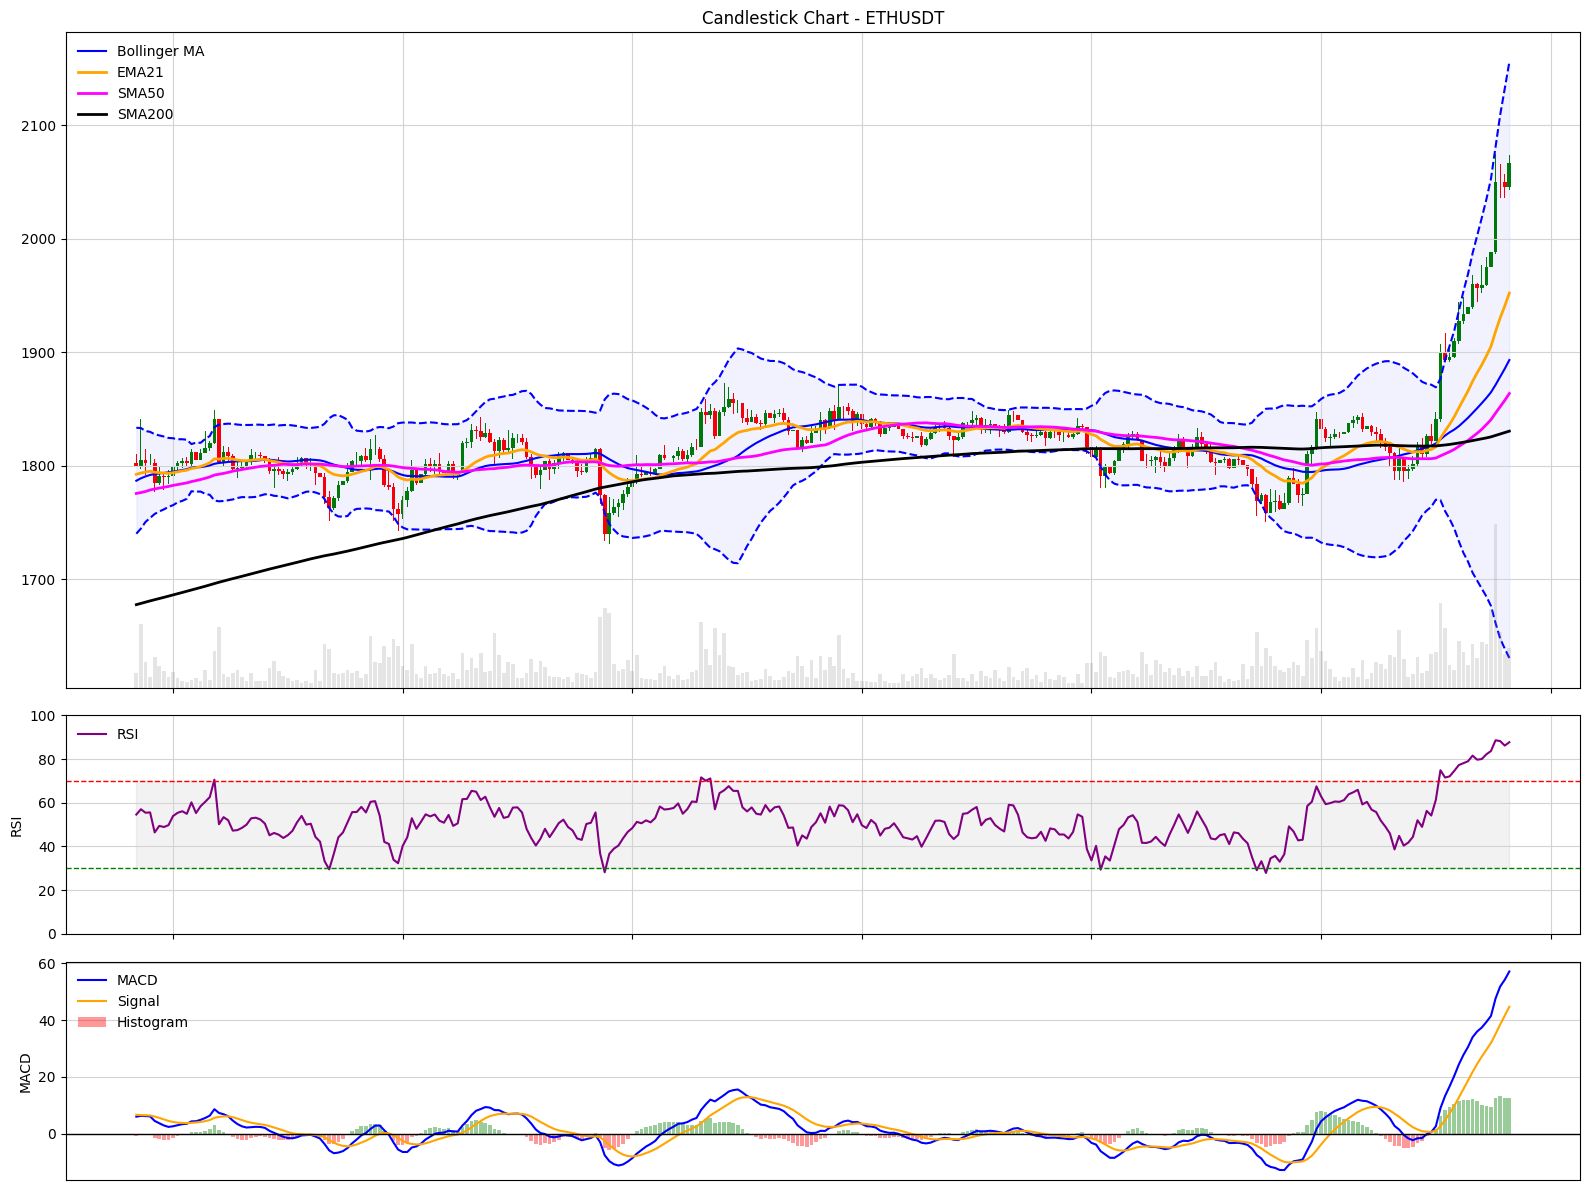 Candlestick Chart - ETHUSDT
Bollinger MA
EMA21
SMA50
SMA200
2100
2000
1900
1800
1700
100
80
60
40
20
0
RSI
RSI
60
40
20
0
MACD
MACD
Signal
Histogram